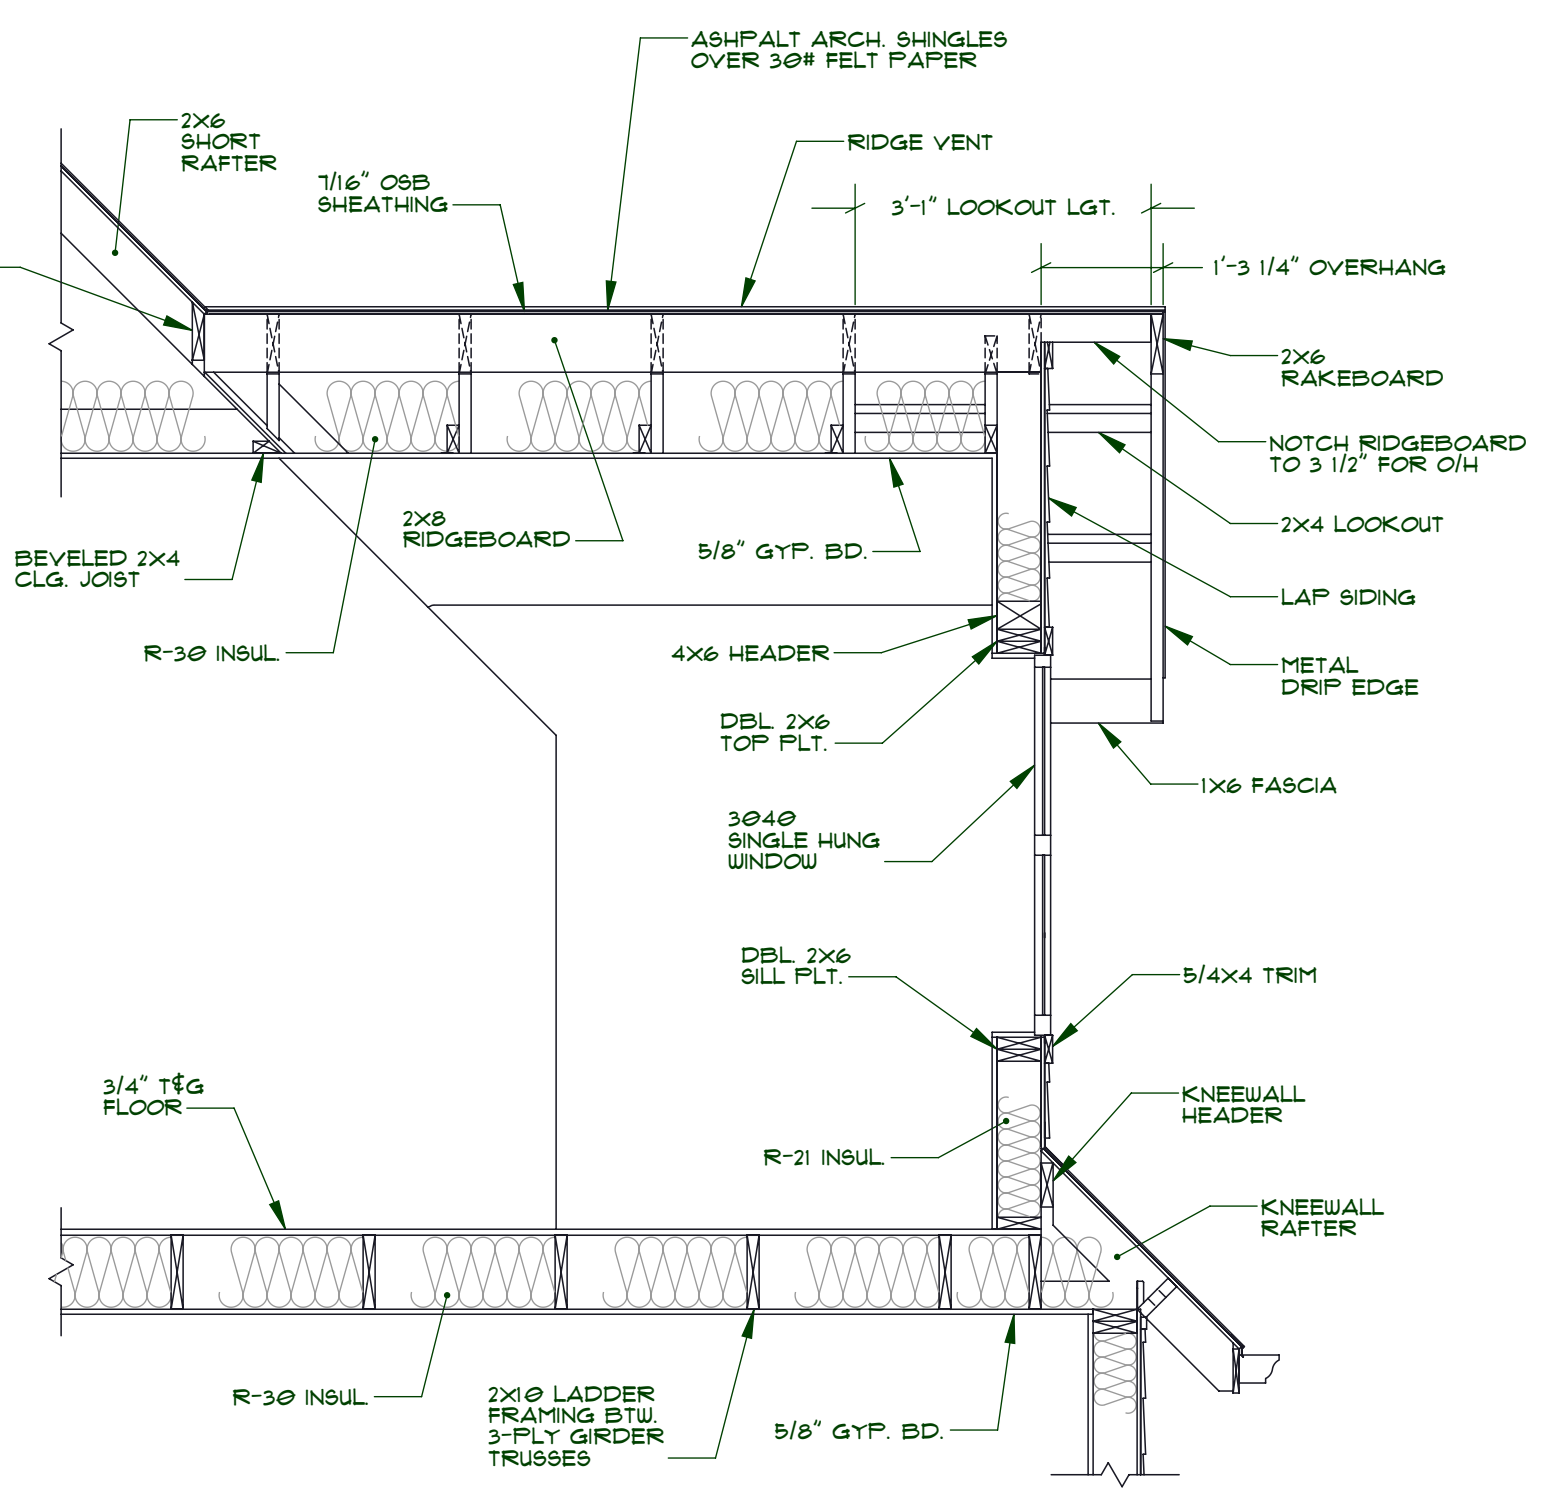 ASHPALT ARCH. SHINGLES
OVER 30# FELT PAPER
2X6
SHORT
RAFTER
RIDGE VENT
7/16" OSB
SHEATHING
3'-1" LOOKOUT LGT.
1'-3 1/4" OVERHANG
2X6
RAKEBOARD
NOTCH RIDGEBOARD
TO 3 1/2" FOR O/H
2X4 LOOKOUT
2X8
RIDGEBOARD
5/8" GYP. BD.
BEVELED 2X4
CLG. JOIST
LAP SIDING
R-30 INSUL.
4X6 HEADER
METAL
DRIP EDGE
DBL. 2X6
TOP PLT.
1X6 FASCIA
3040
SINGLE HUNG
WINDOW
DBL. 2X6
SILL PLT.
5/4X4 TRIM
3/4" T&G
FLOOR
KNEEWALL
HEADER
R-21 INSUL.
KNEEWALL
RAFTER
R-30 INSUL.
2X10 LADDER
FRAMING BTW.
3-PLY GIRDER
TRUSSES
5/8" GYP. BD.